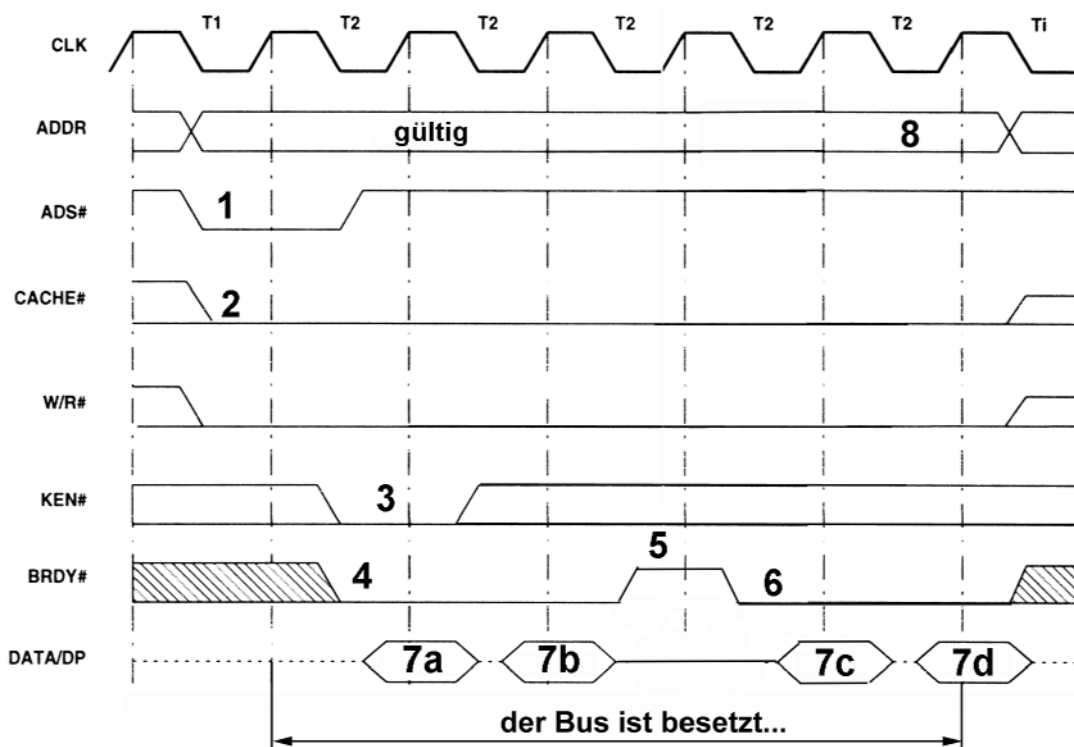 T1 T2 T2 T2 T2 T2 Ti
CLK
ADDR gültig 8
ADS# 1
CACHE# 2
W/R#
KEN# 3
5
BRDY# 4 6
DATA/DP 7a 7b 7c 7d
der Bus ist besetzt...